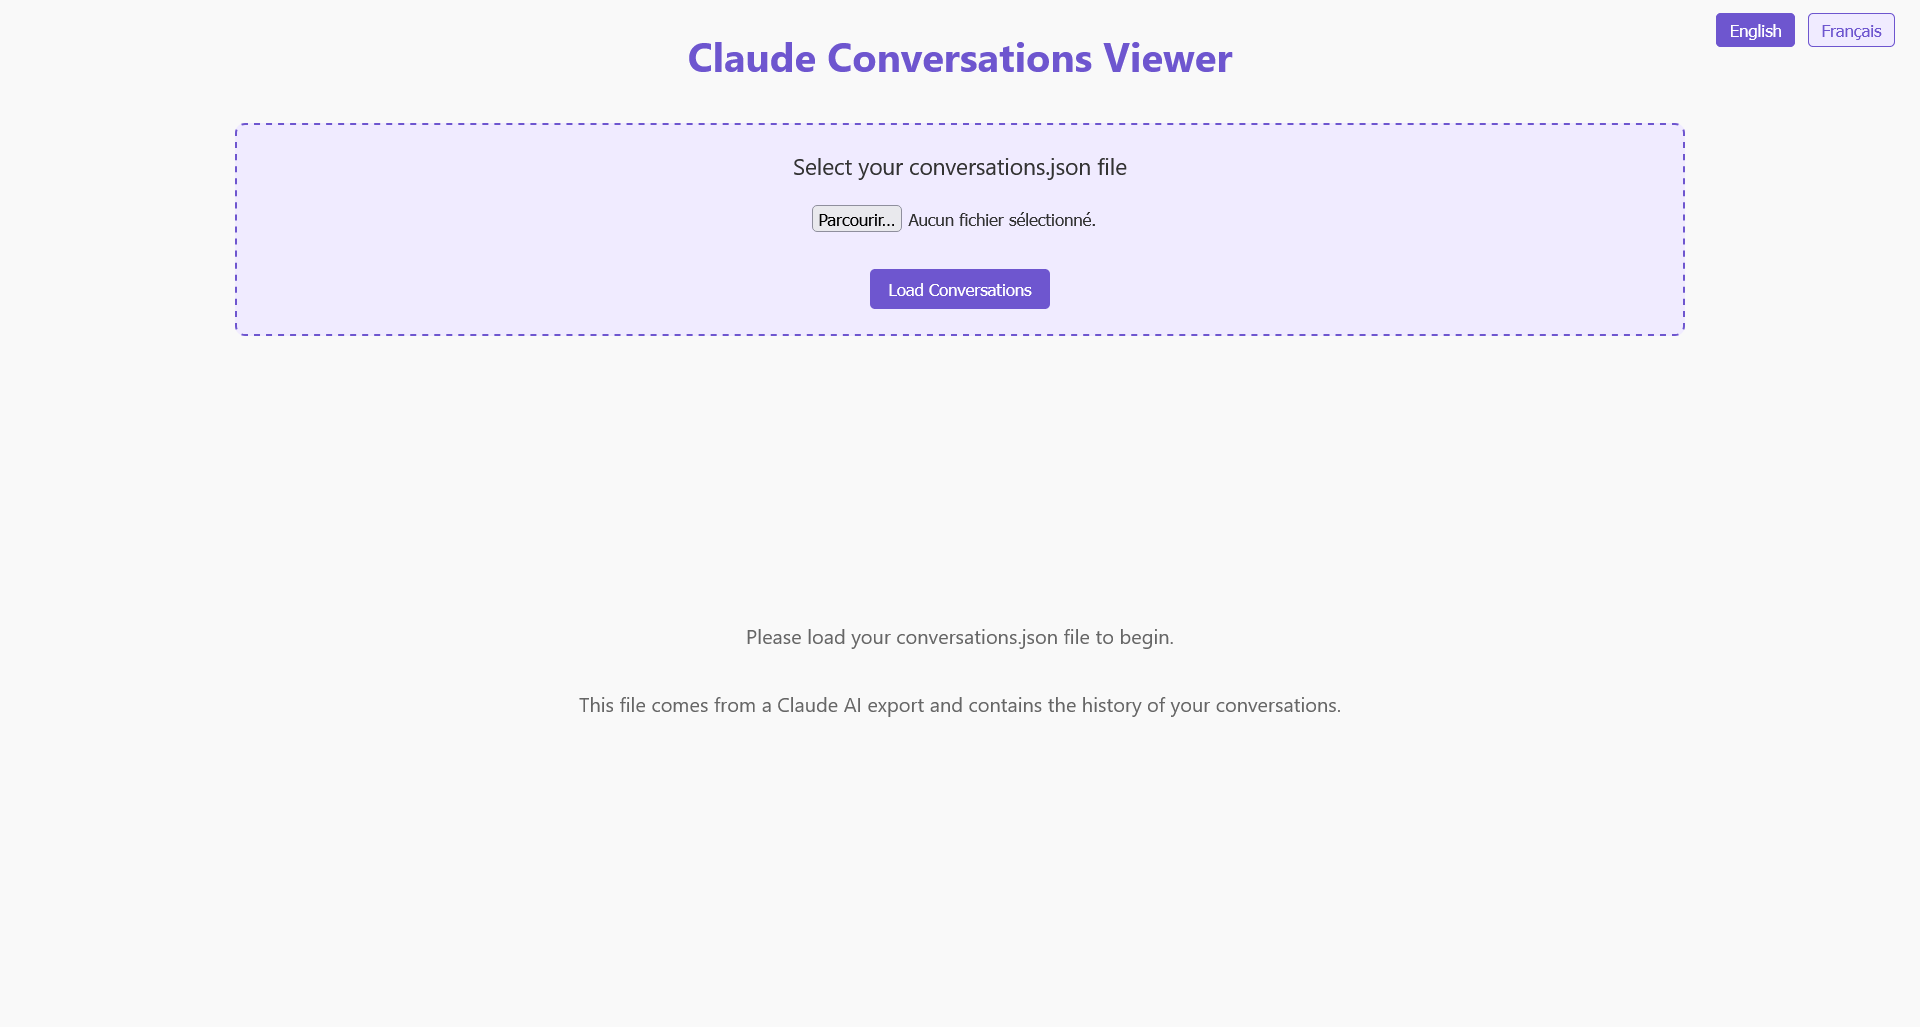 English Français
Claude Conversations Viewer
Select your conversations.json file
Parcourir... Aucun fichier sélectionné.
Load Conversations
Please load your conversations.json file to begin.
This file comes from a Claude AI export and contains the history of your conversations.